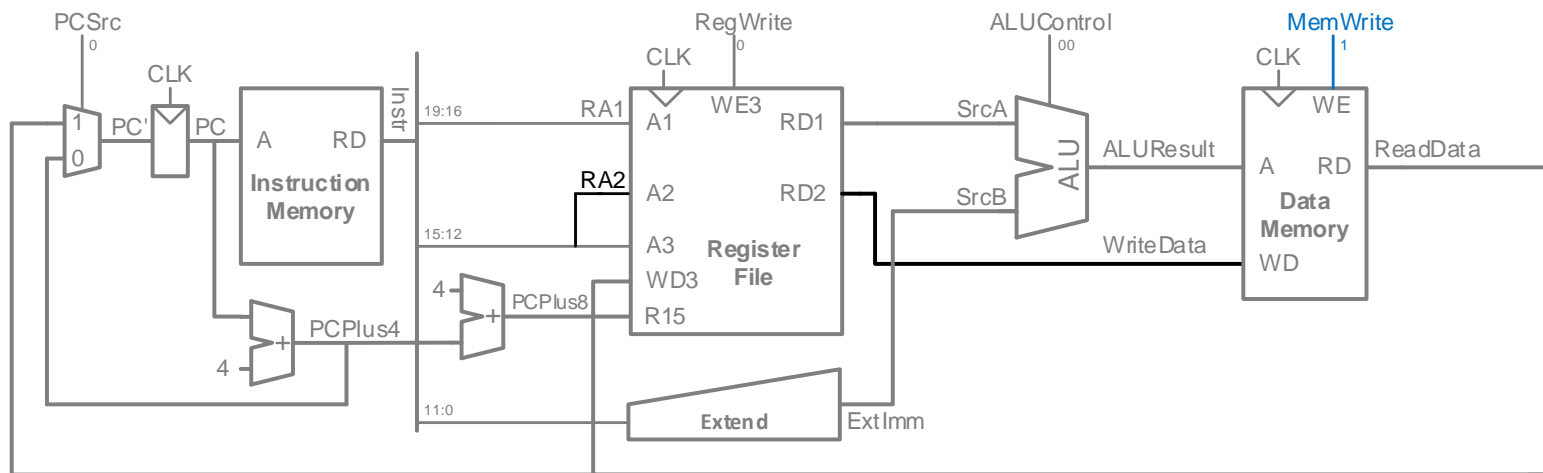 PCSrc
0
RegWrite
0
ALUControl
00
MemWrite
1
CLK
CLK
CLK
1
0
PC'
PC
A
RD
Instruction
Memory
Instr
19:16
RA1
RA2
15:12
A1
WE3
RD1
A2
RD2
A3
Register
File
WD3
R15
SrcA
SrcB
ALU
ALUResult
WriteData
WE
A
RD
Data
Memory
WD
ReadData
4
+
PCPlus4
4
+
PCPlus8
11:0
Extend
ExtImm